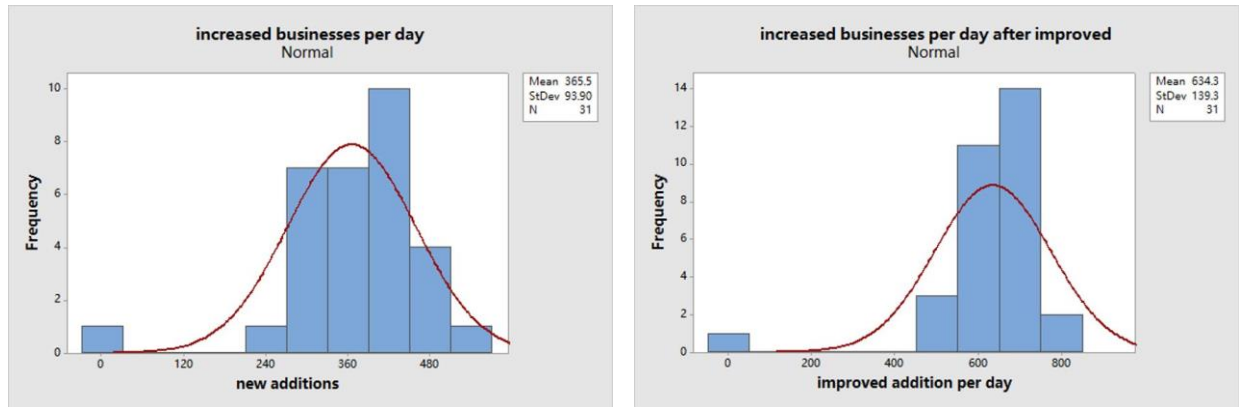 increased businesses per day
Normal
Mean 365.5
StDev 93.90
N 31
10
8
6
4
2
0
Frequency
0 120 240 360 480
new additions
increased businesses per day after improved
Normal
Mean 634.3
StDev 139.3
N 31
14
12
10
8
6
4
2
0
Frequency
0 200 400 600 800
improved addition per day